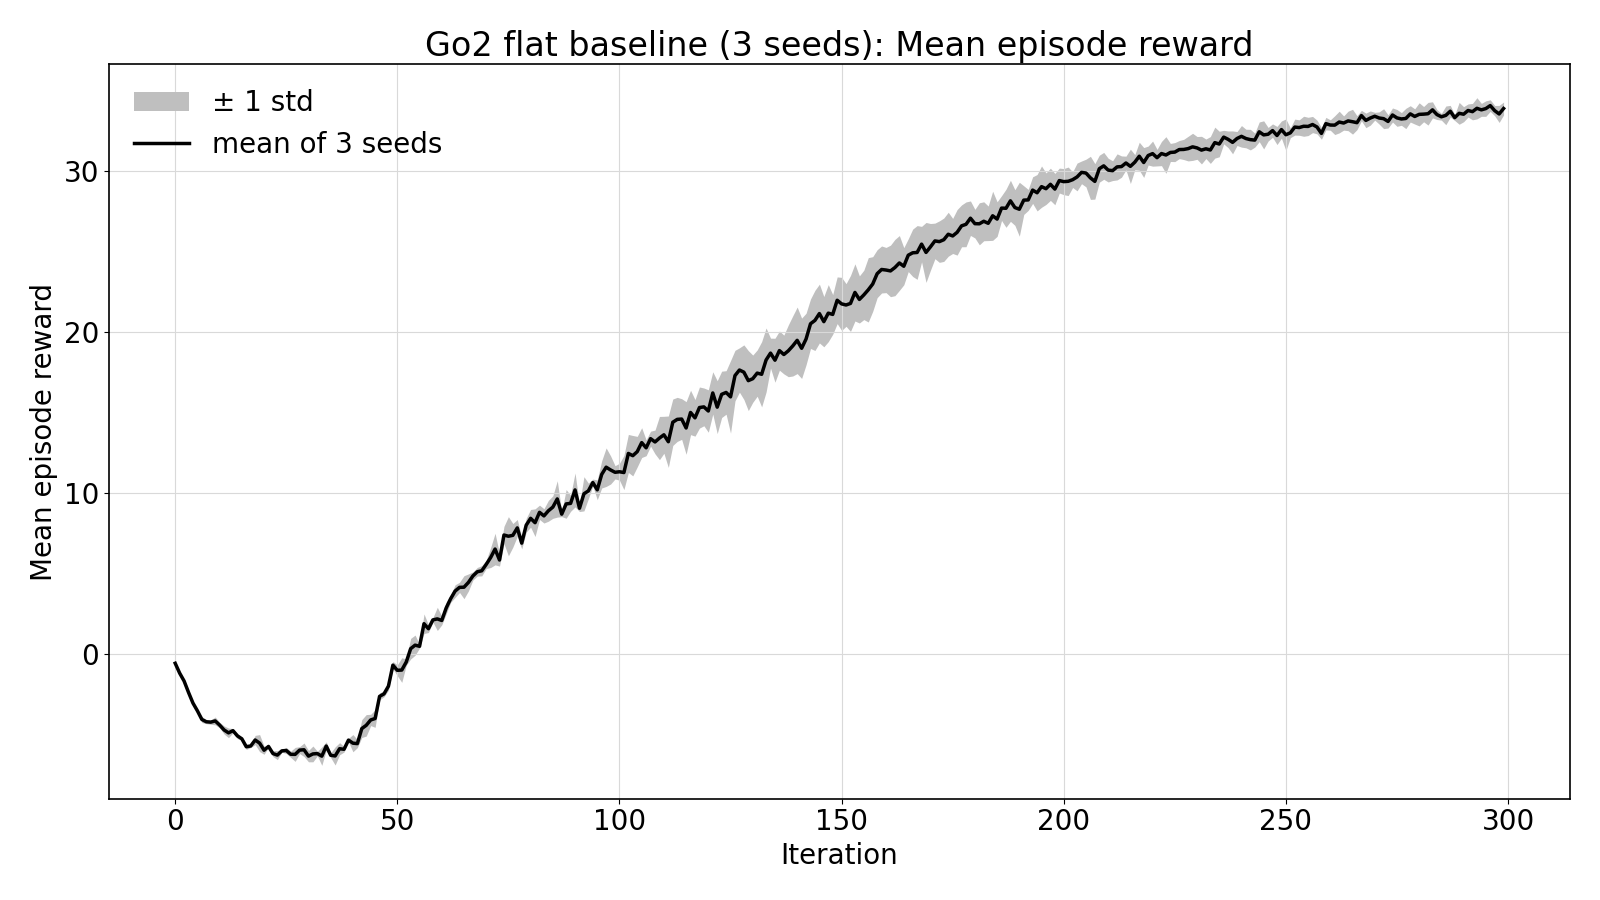 Go2 flat baseline (3 seeds): Mean episode reward
± 1 std
mean of 3 seeds
Mean episode reward
30
20
10
0
0 50 100 150 200 250 300
Iteration